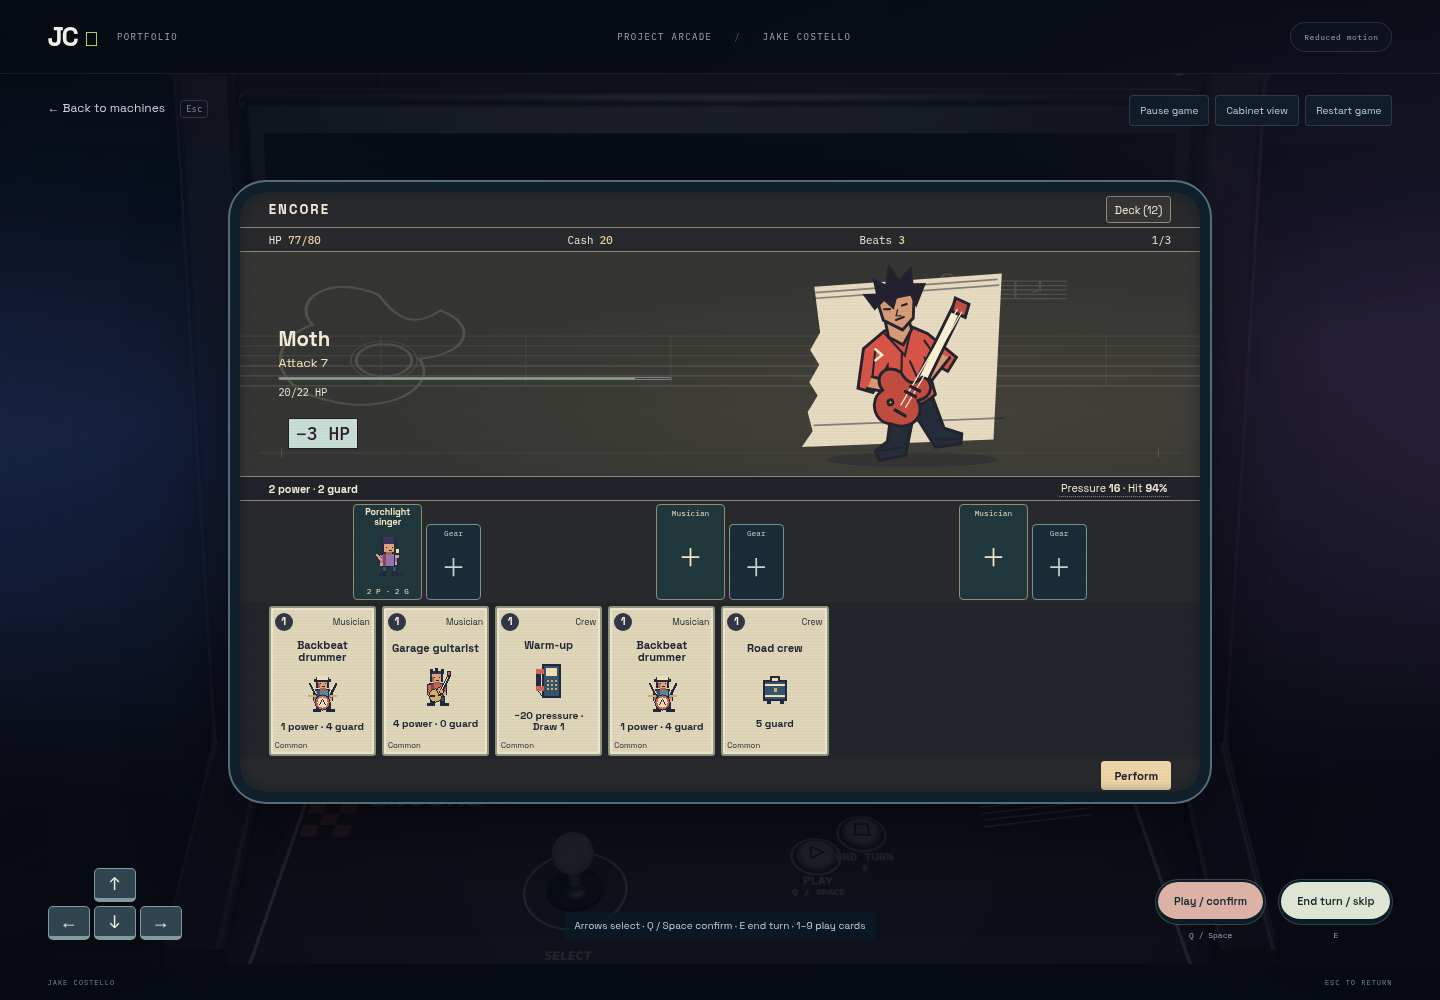 JC
PORTFOLIO
PROJECT ARCADE / JAKE COSTELLO
Reduced motion
← Back to machines Esc
Pause game
Cabinet view
Restart game
ENCORE
Deck (12)
HP 77/80
Cash 20
Beats 3
1/3
Moth
Attack 7
20/22 HP
−3 HP
2 power · 2 guard
Pressure 16 · Hit 94%
Porchlight
singer
2 P · 2 G
Gear
+
Musician
+
Gear
+
Musician
+
Gear
+
1 Musician
Backbeat
drummer
1 power · 4 guard
Common
1 Musician
Garage guitarist
4 power · 0 guard
Common
1 Crew
Warm-up
−20 pressure ·
Draw 1
Common
1 Musician
Backbeat
drummer
1 power · 4 guard
Common
1 Crew
Road crew
5 guard
Common
Perform
END TURN
E
PLAY
Q / SPACE
SELECT
↑
← ↓ →
Arrows select · Q / Space confirm · E end turn · 1–9 play cards
Play / confirm
Q / Space
End turn / skip
E
JAKE COSTELLO
ESC TO RETURN